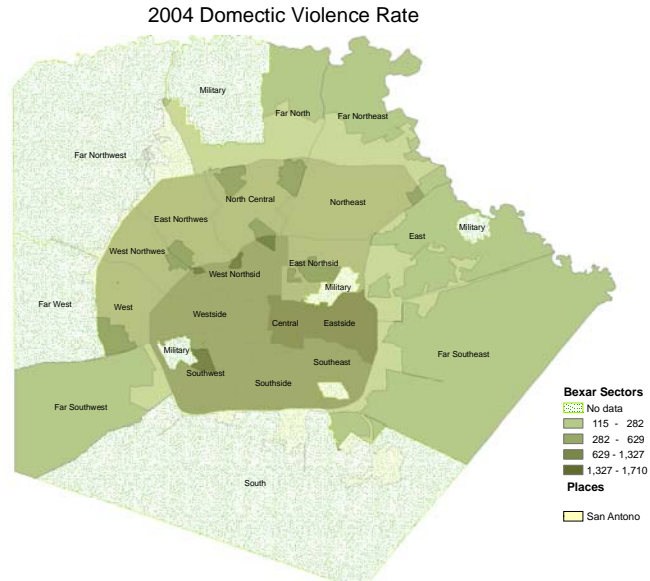 2004 Domectic Violence Rate
Military
Far North
Far Northeast
Far Northwest
North Central
Northeast
East Northwes
East
Military
West Northwes
East Northsid
West Northsid
Military
Far West
West
Westside
Central
Eastside
Military
Far Southeast
Southeast
Southwest
Southside
Far Southwest
South
Bexar Sectors
No data
115 - 282
282 - 629
629 - 1,327
1,327 - 1,710
Places
San Antono